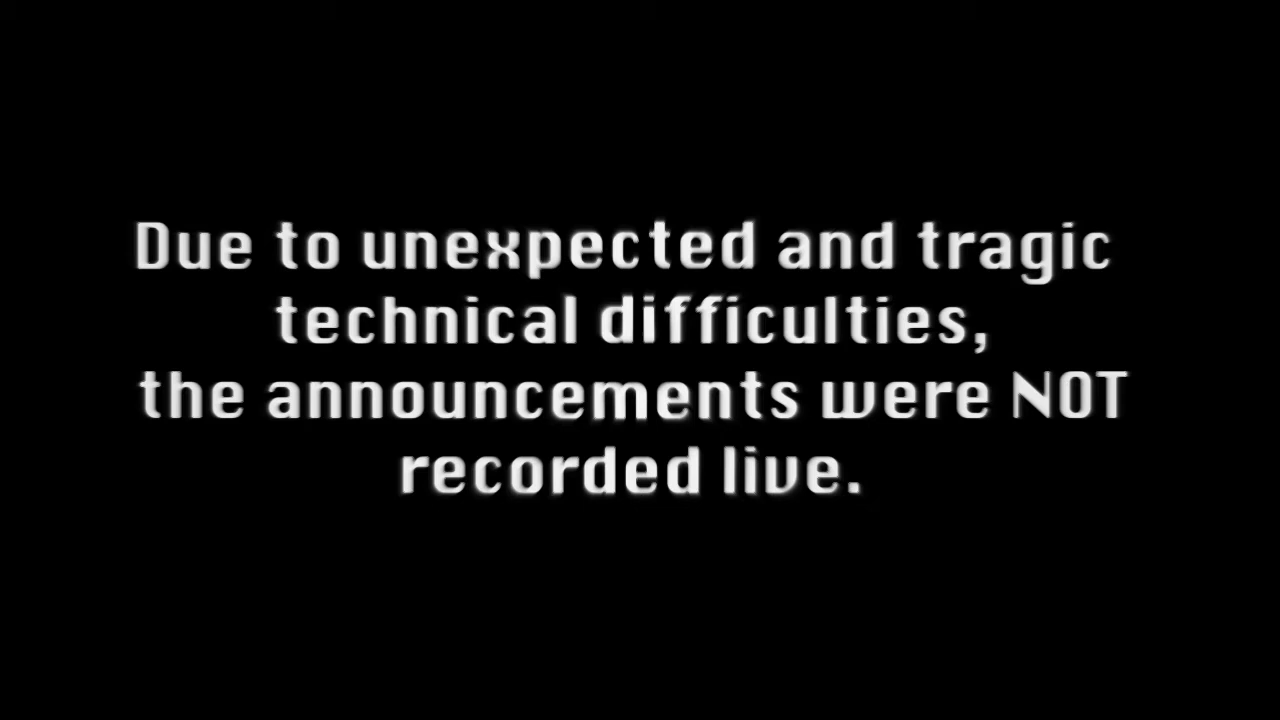 Due to unexpected and tragic
technical difficulties,
the announcements were NOT
recorded live.